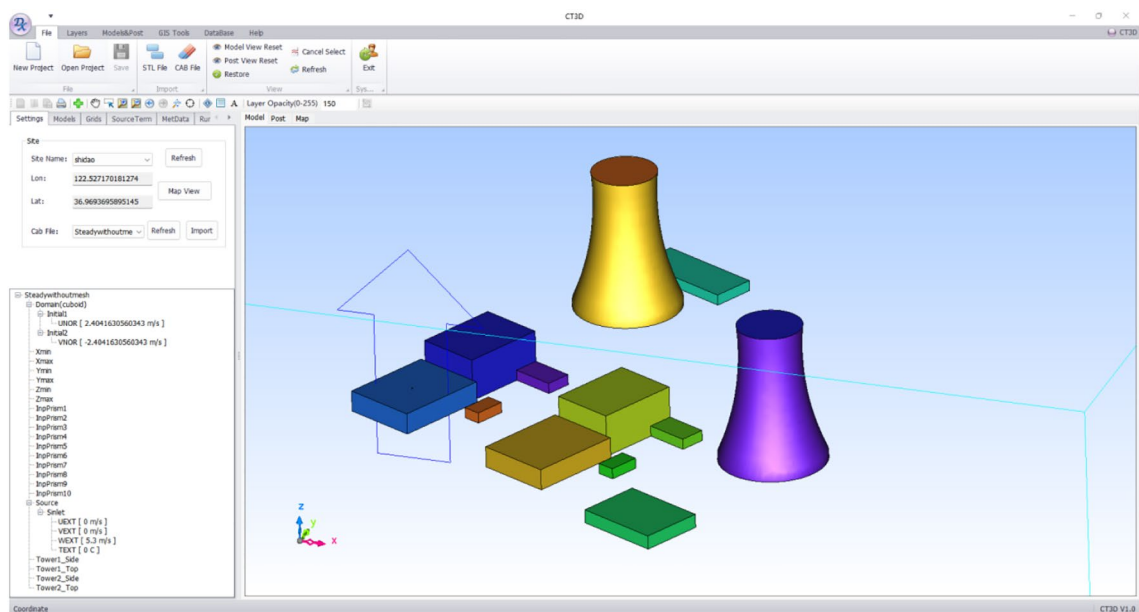 CT3D
File Layers Models&Post GIS Tools DataBase Help CT3D
New Project Open Project Save STL File CAB File Model View Reset Post View Reset Restore Cancel Select Refresh Exit
File Import View Sys...
Layer Opacity(0-255) 150
Settings Models Grids SourceTerm MetData Rur
Model Post Map
Site
Site Name: shidao Refresh
Lon: 122.527170181274
Map View
Lat: 36.9693695895145
Cab File: Steadywithoutme Refresh Import
Steadywithoutmesh
Domain(cuboid)
Initial1
UNOR [ 2.4041630560343 m/s ]
Initial2
VNOR [ -2.4041630560343 m/s ]
Xmin
Xmax
Ymin
Ymax
Zmin
Zmax
InpPrism1
InpPrism2
InpPrism3
InpPrism4
InpPrism5
InpPrism6
InpPrism7
InpPrism8
InpPrism9
InpPrism10
Source
Sinlet
UEXT [ 0 m/s ]
VEXT [ 0 m/s ]
WEXT [ 5.3 m/s ]
TEXT [ 0 C ]
Tower1_Side
Tower1_Top
Tower2_Side
Tower2_Top
z
y
x
Coordinate CT3D V1.0